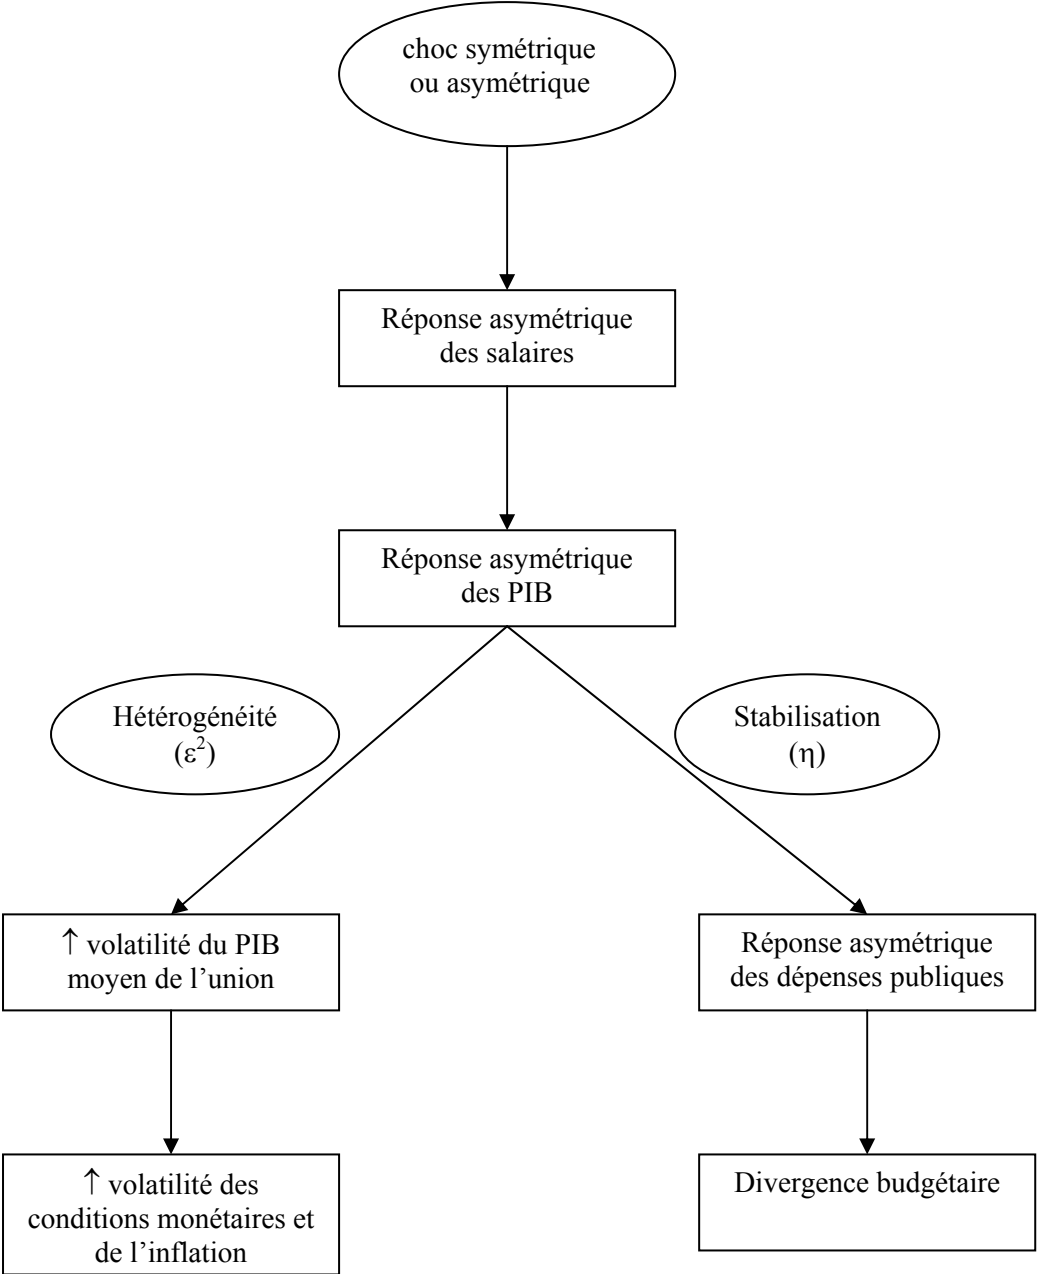 choc symétrique
ou asymétrique
Réponse asymétrique
des salaires
Réponse asymétrique
des PIB
Hétérogénéité
(ε²)
Stabilisation
(η)
↑ volatilité du PIB
moyen de l’union
Réponse asymétrique
des dépenses publiques
↑ volatilité des
conditions monétaires et
de l’inflation
Divergence budgétaire